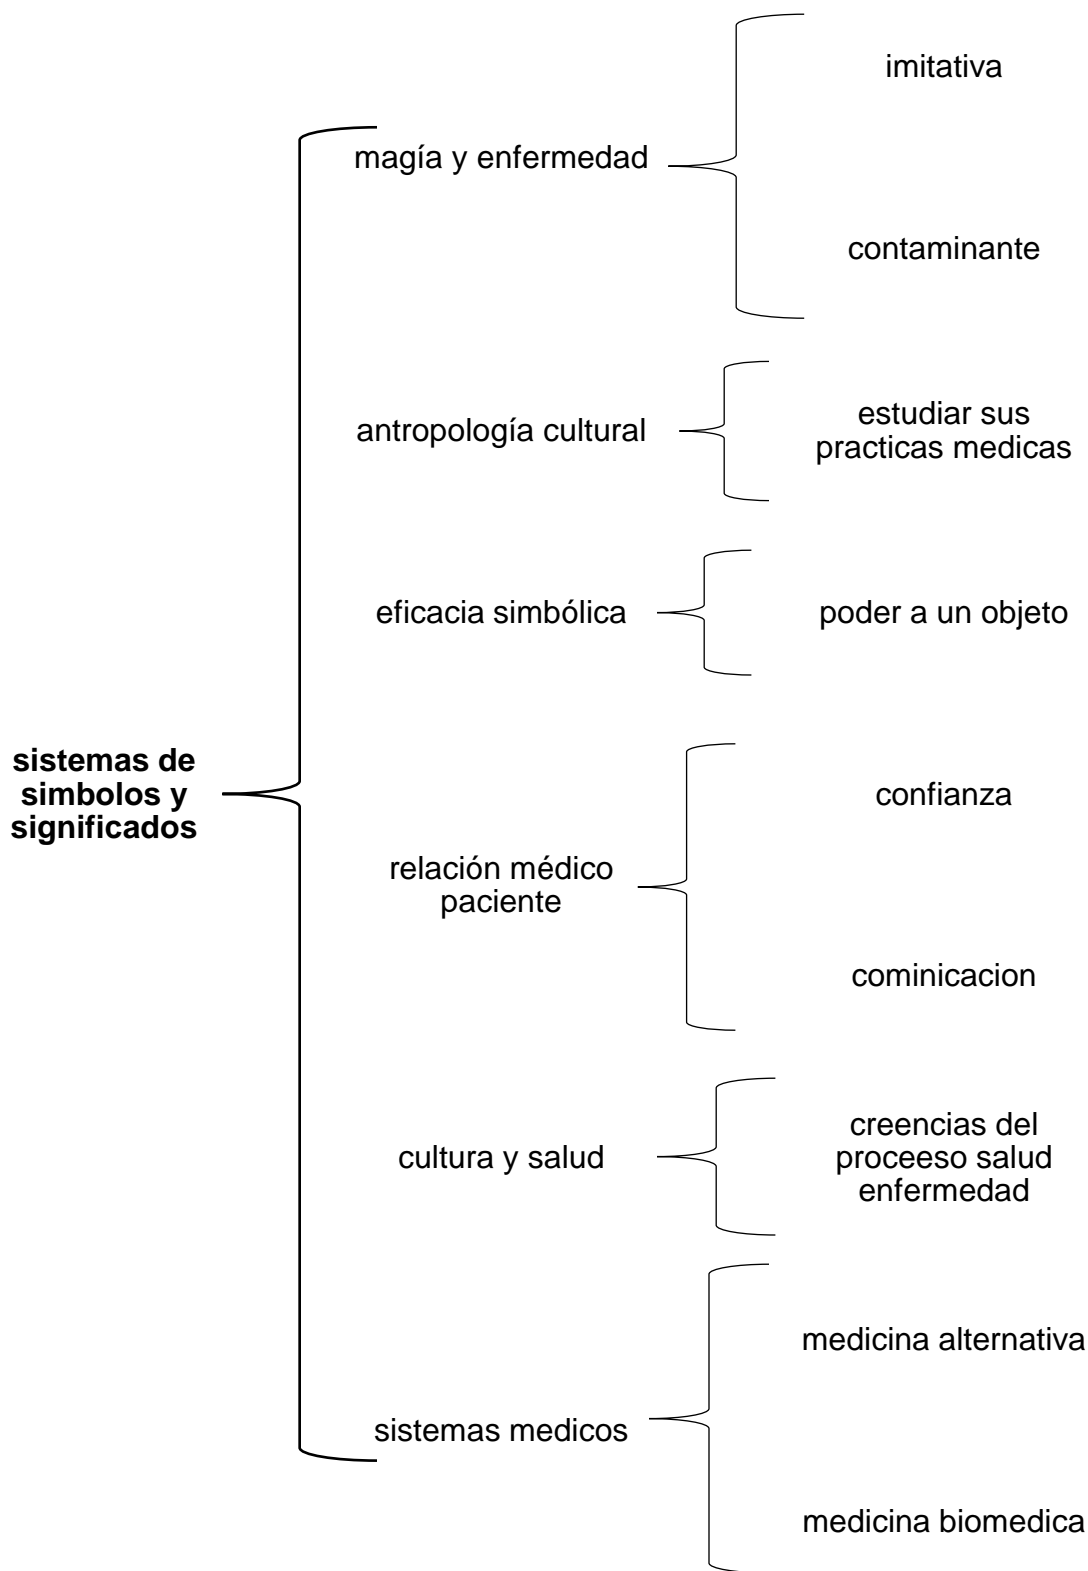 sistemas de
simbolos y
significados
magía y enfermedad
imitativa
contaminante
antropología cultural
estudiar sus
practicas medicas
eficacia simbólica
poder a un objeto
relación médico
paciente
confianza
cominicacion
cultura y salud
creencias del
proceeso salud
enfermedad
sistemas medicos
medicina alternativa
medicina biomedica